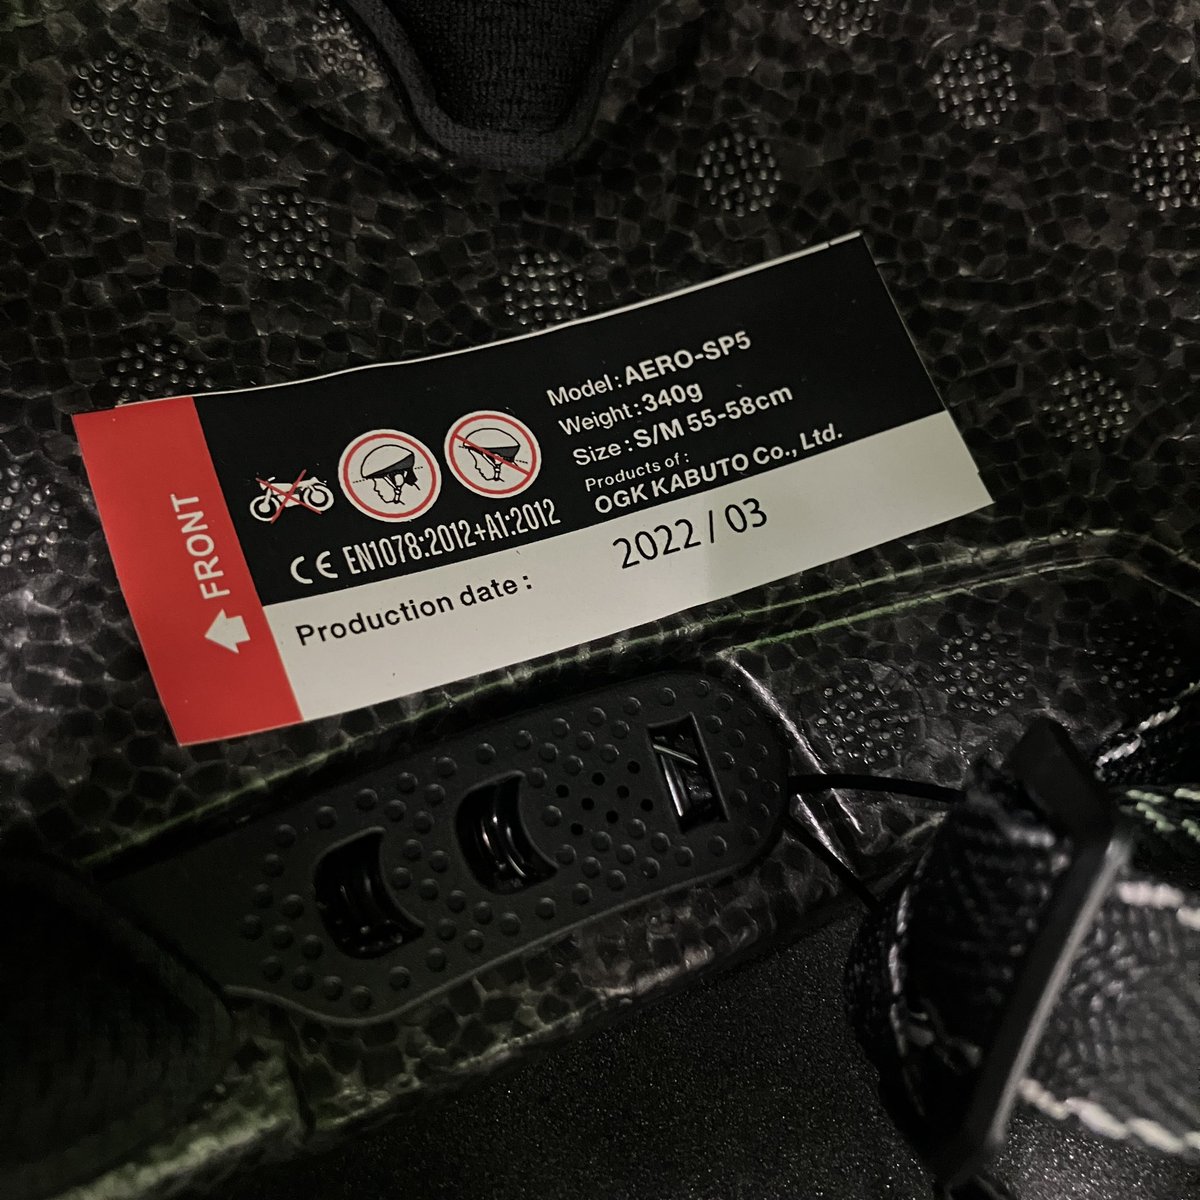 FRONT
Model: AERO-SP5
Weight: 340g
Size: S/M 55-58cm
Products of:
OGK KABUTO Co., Ltd.
CE EN1078:2012+A1:2012
Production date: 2022 / 03